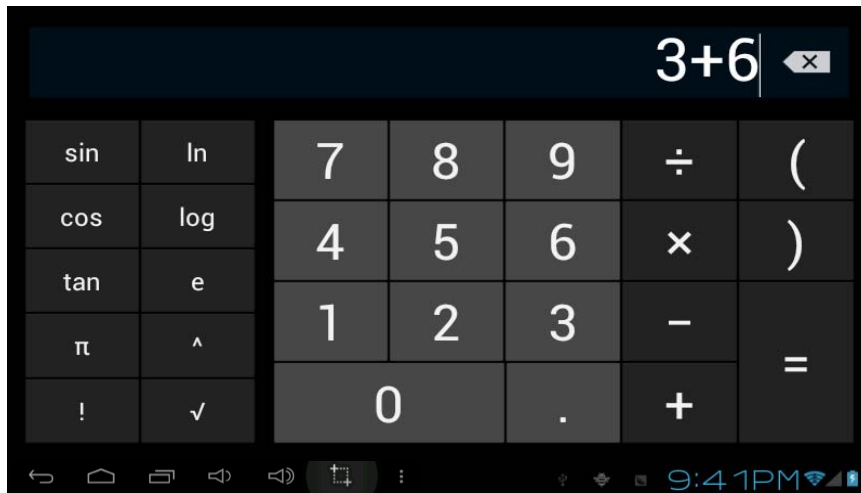 3+6
sin ln 7 8 9 ÷ (
cos log 4 5 6 × )
tan e 1 2 3 −
π ^ =
! √ 0 . +
9:41PM